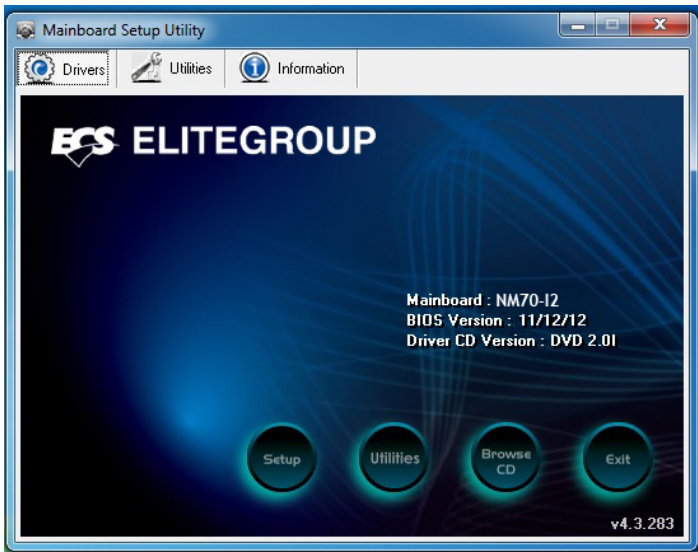 Mainboard Setup Utility
Drivers Utilities Information
ECS ELITEGROUP
Mainboard : NM70-I2
BIOS Version : 11/12/12
Driver CD Version : DVD 2.0I
Setup Utilities Browse CD Exit
v4.3.283